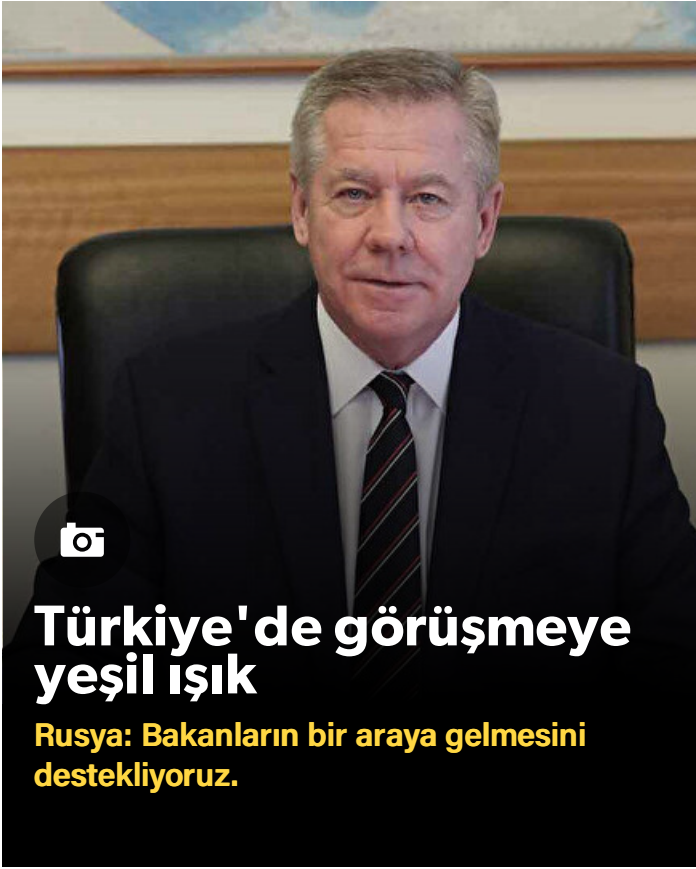 Türkiye'de görüşmeye
yeşil ışık
Rusya: Bakanların bir araya gelmesini
destekliyoruz.